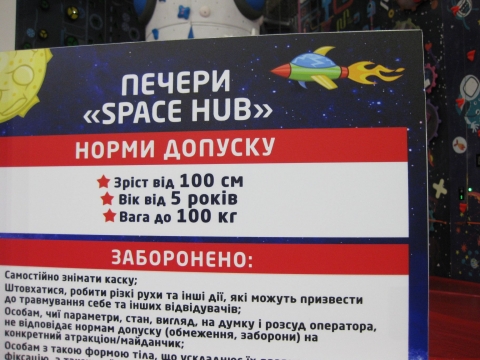 ПЕЧЕРИ
«SPACE HUB»
НОРМИ ДОПУСКУ
Зріст від 100 см
Вік від 5 років
Вага до 100 кг
ЗАБОРОНЕНО:
Самостійно знімати каску;
Штовхатися, робити різкі рухи та інші дії, які можуть призвести
до травмування себе та інших відвідувачів;
Особам, чиї параметри, стан, вигляд, на думку і розсуд оператора,
не відповідає нормам допуску (обмеження, заборони) на
конкретний атракціон/майданчик;
Особам з такою формою тіла, що ускладнює їх